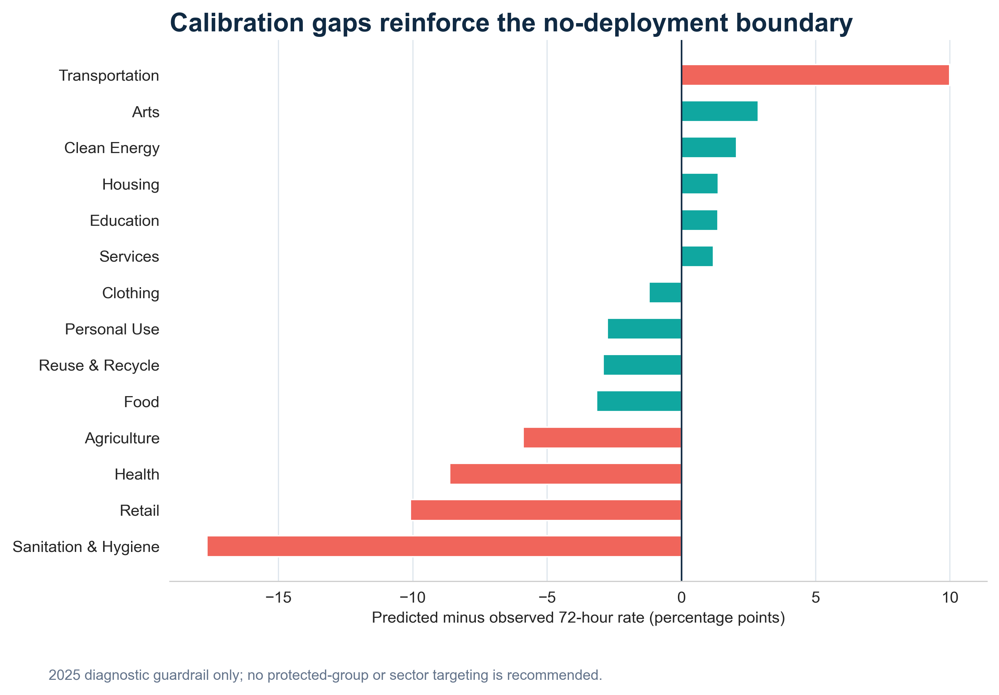 Calibration gaps reinforce the no-deployment boundary
Transportation
Arts
Clean Energy
Housing
Education
Services
Clothing
Personal Use
Reuse & Recycle
Food
Agriculture
Health
Retail
Sanitation & Hygiene
−15 −10 −5 0 5 10
Predicted minus observed 72-hour rate (percentage points)
2025 diagnostic guardrail only; no protected-group or sector targeting is recommended.